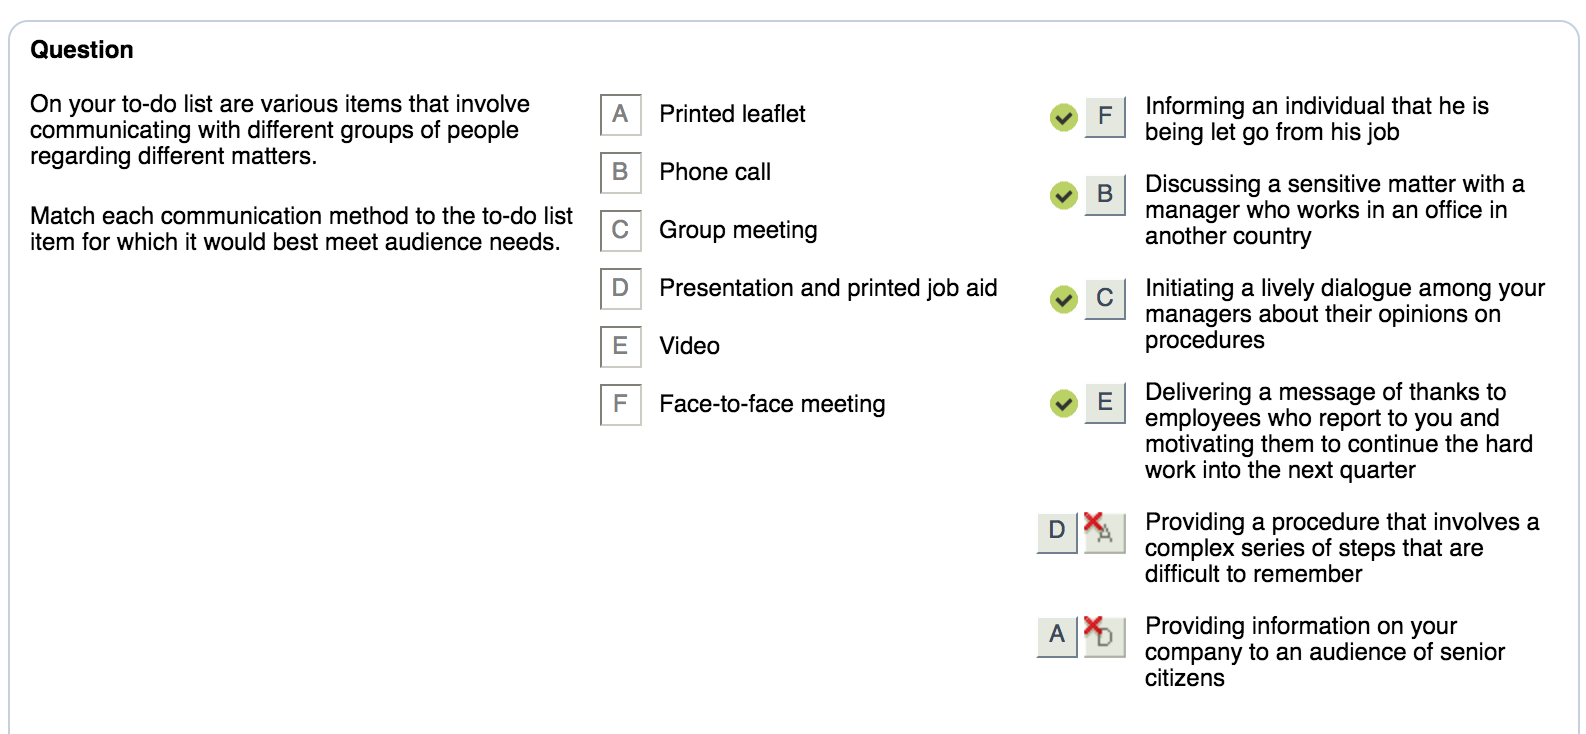 Question
On your to-do list are various items that involve
communicating with different groups of people
regarding different matters.
Match each communication method to the to-do list
item for which it would best meet audience needs.
A Printed leaflet
B Phone call
C Group meeting
D Presentation and printed job aid
E Video
F Face-to-face meeting
F Informing an individual that he is
being let go from his job
B Discussing a sensitive matter with a
manager who works in an office in
another country
C Initiating a lively dialogue among your
managers about their opinions on
procedures
E Delivering a message of thanks to
employees who report to you and
motivating them to continue the hard
work into the next quarter
D A Providing a procedure that involves a
complex series of steps that are
difficult to remember
A D Providing information on your
company to an audience of senior
citizens